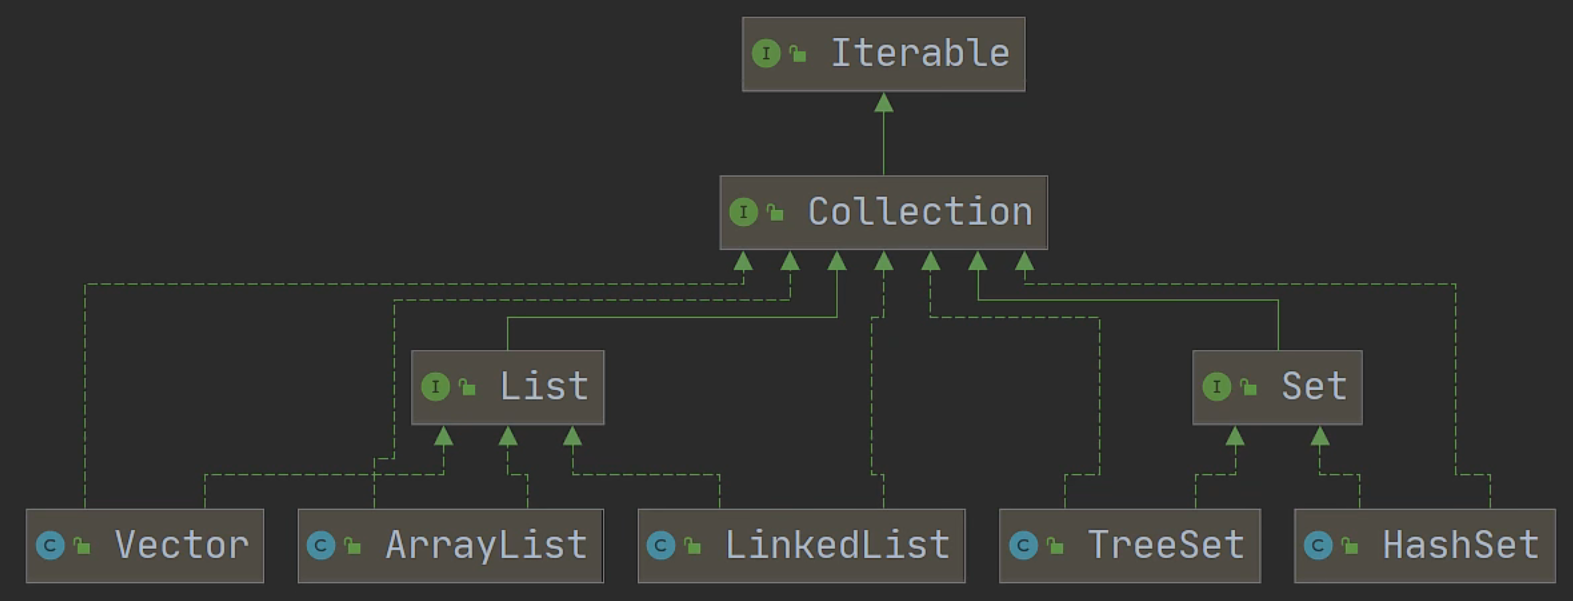 I Iterable
I Collection
I List
I Set
C Vector
C ArrayList
C LinkedList
C TreeSet
C HashSet